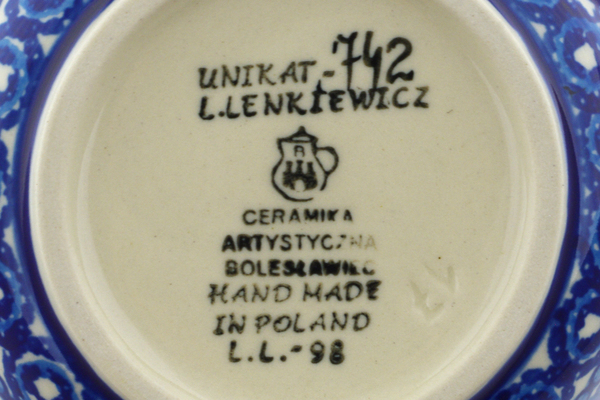 UNIKAT-742
L.LENKIEWICZ
CERAMIKA
ARTYSTYCZNA
BOLESŁAWIEC
HAND MADE
IN POLAND
L.L.-98